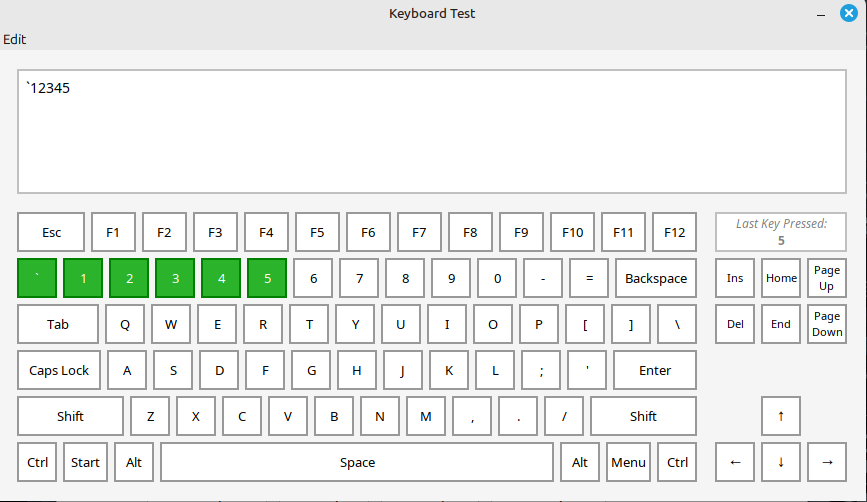 Keyboard Test
Edit
`12345
Esc F1 F2 F3 F4 F5 F6 F7 F8 F9 F10 F11 F12
Last Key Pressed:
5
` 1 2 3 4 5 6 7 8 9 0 - = Backspace
Ins Home Page Up
Tab Q W E R T Y U I O P [ ] \
Del End Page Down
Caps Lock A S D F G H J K L ; ' Enter
Shift Z X C V B N M , . / Shift
↑
Ctrl Start Alt Space Alt Menu Ctrl
← ↓ →